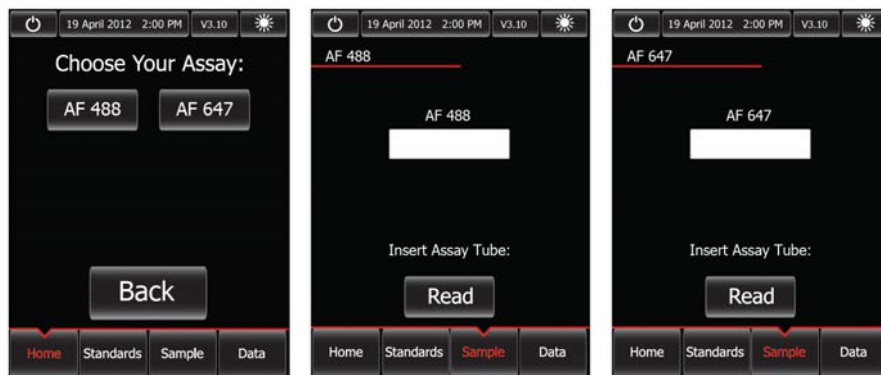 19 April 2012 2:00 PM V3.10
Choose Your Assay:
AF 488 AF 647
Back
Home Standards Sample Data
19 April 2012 2:00 PM V3.10
AF 488
AF 488
Insert Assay Tube:
Read
Home Standards Sample Data
19 April 2012 2:00 PM V3.10
AF 647
AF 647
Insert Assay Tube:
Read
Home Standards Sample Data